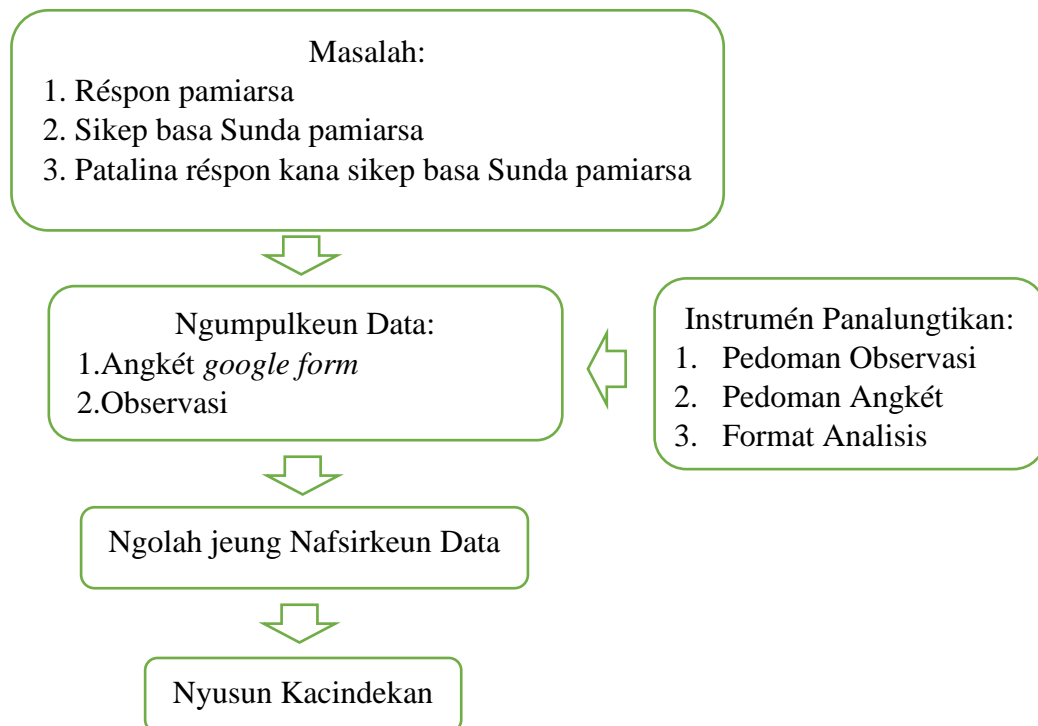 Masalah:
1. Réspon pamiarsa
2. Sikep basa Sunda pamiarsa
3. Patalina réspon kana sikep basa Sunda pamiarsa
Ngumpulkeun Data:
1.Angkét google form
2.Observasi
Instrumén Panalungtikan:
1. Pedoman Observasi
2. Pedoman Angkét
3. Format Analisis
Ngolah jeung Nafsirkeun Data
Nyusun Kacindekan